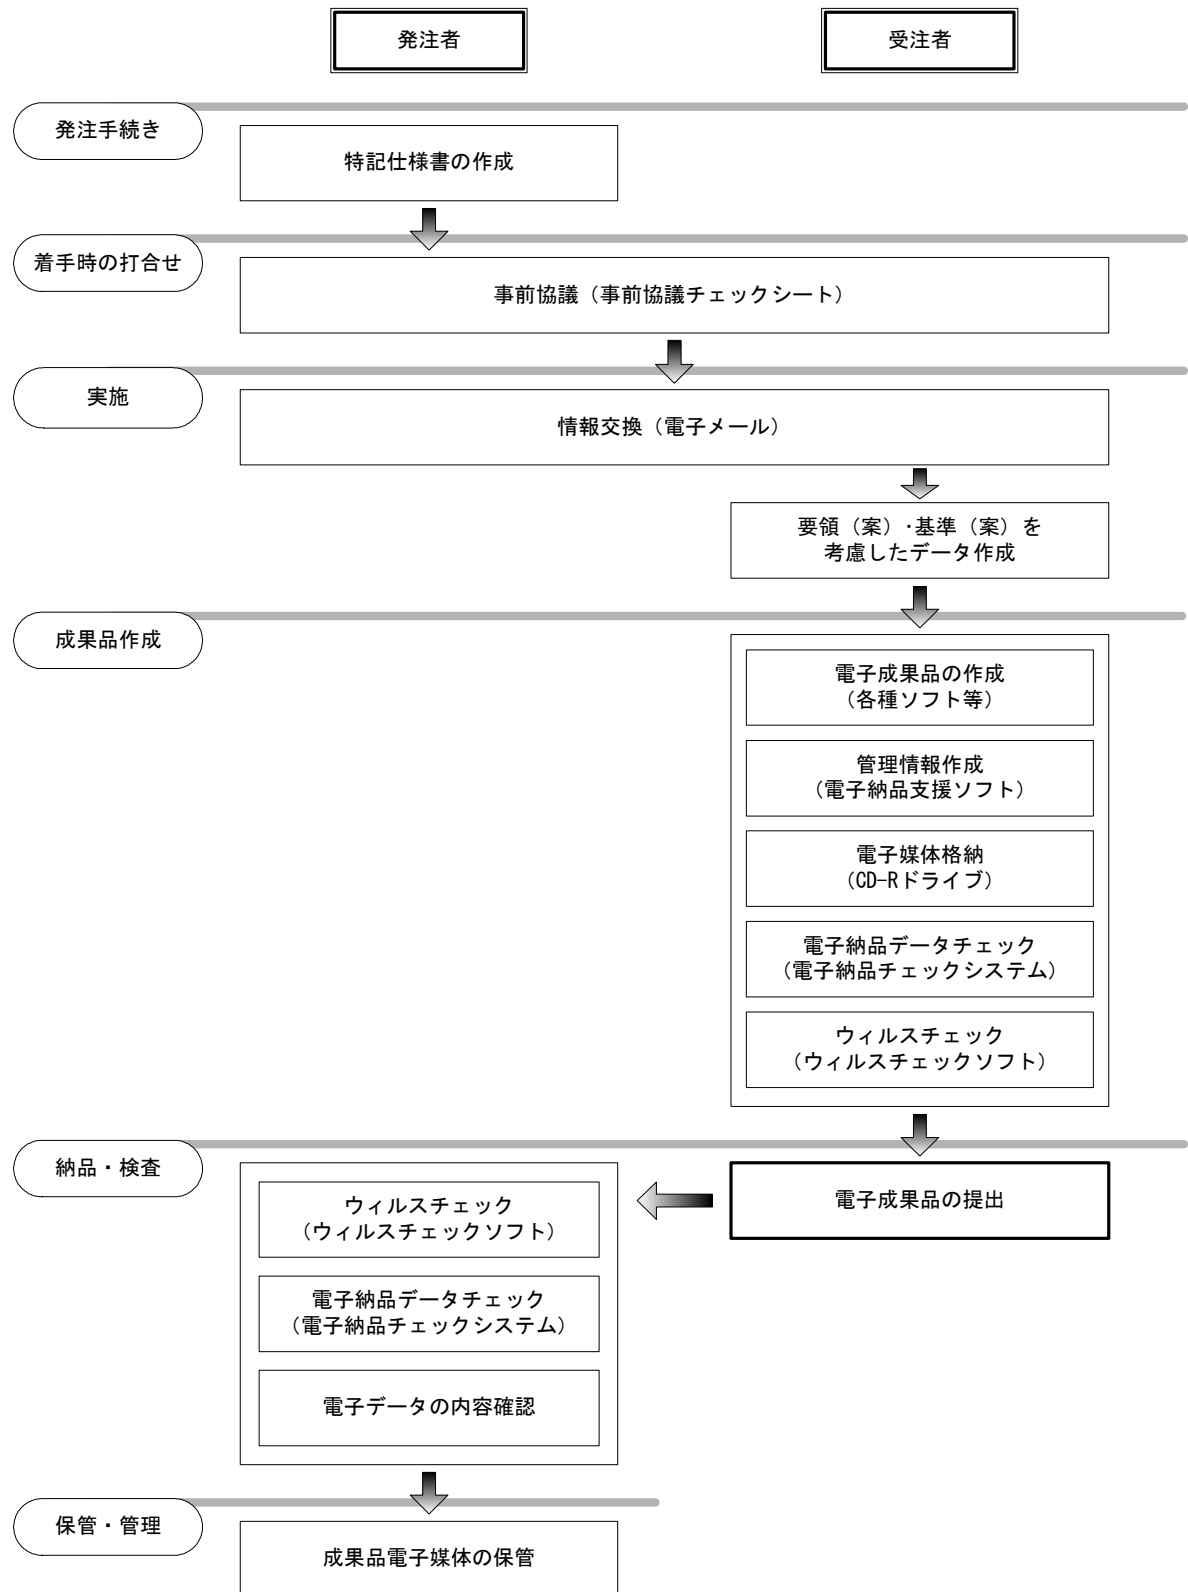 発注者
受注者
発注手続き
特記仕様書の作成
着手時の打合せ
事前協議（事前協議チェックシート）
実施
情報交換（電子メール）
要領（案）･基準（案）を
考慮したデータ作成
成果品作成
電子成果品の作成
（各種ソフト等）
管理情報作成
（電子納品支援ソフト）
電子媒体格納
（CD-Rドライブ）
電子納品データチェック
（電子納品チェックシステム）
ウィルスチェック
（ウィルスチェックソフト）
納品・検査
電子成果品の提出
ウィルスチェック
（ウィルスチェックソフト）
電子納品データチェック
（電子納品チェックシステム）
電子データの内容確認
保管・管理
成果品電子媒体の保管